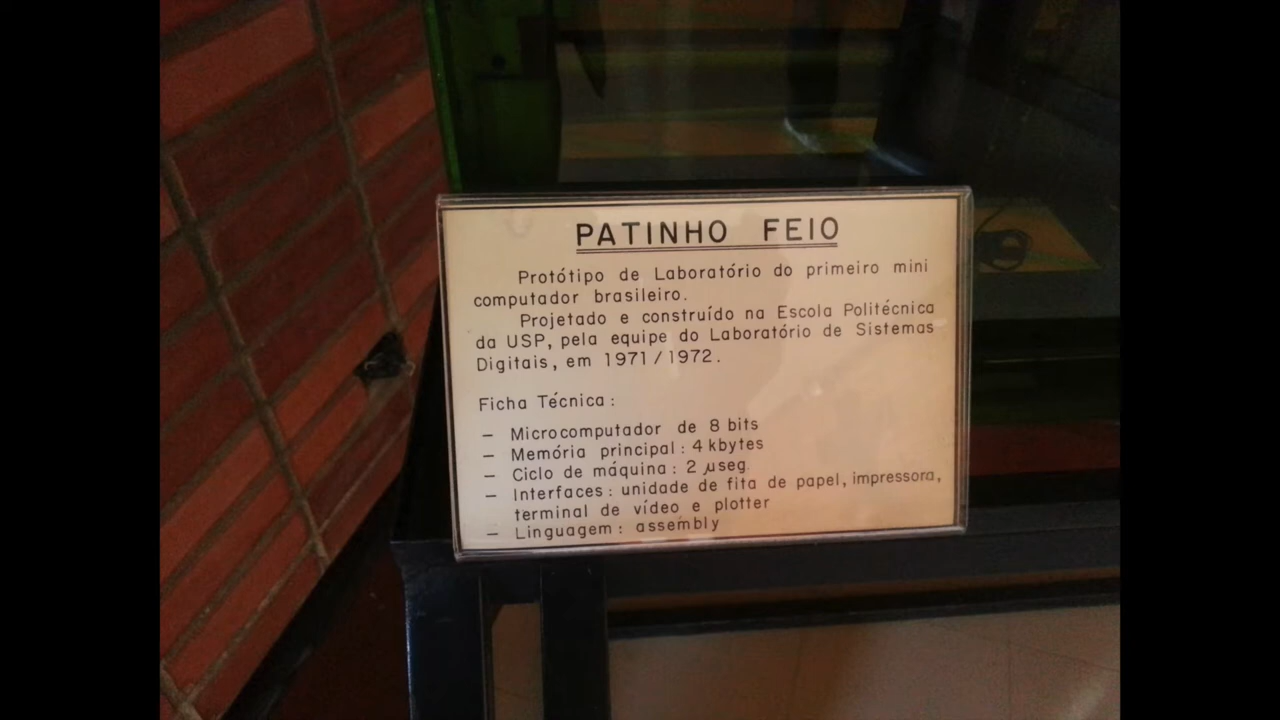 PATINHO FEIO
Protótipo de Laboratório do primeiro mini
computador brasileiro.
Projetado e construído na Escola Politécnica
da USP, pela equipe do Laboratório de Sistemas
Digitais, em 1971/1972.
Ficha Técnica:
— Microcomputador de 8 bits
— Memória principal: 4 kbytes
— Ciclo de máquina: 2 µseg.
— Interfaces: unidade de fita de papel, impressora,
terminal de vídeo e plotter
— Linguagem: assembly